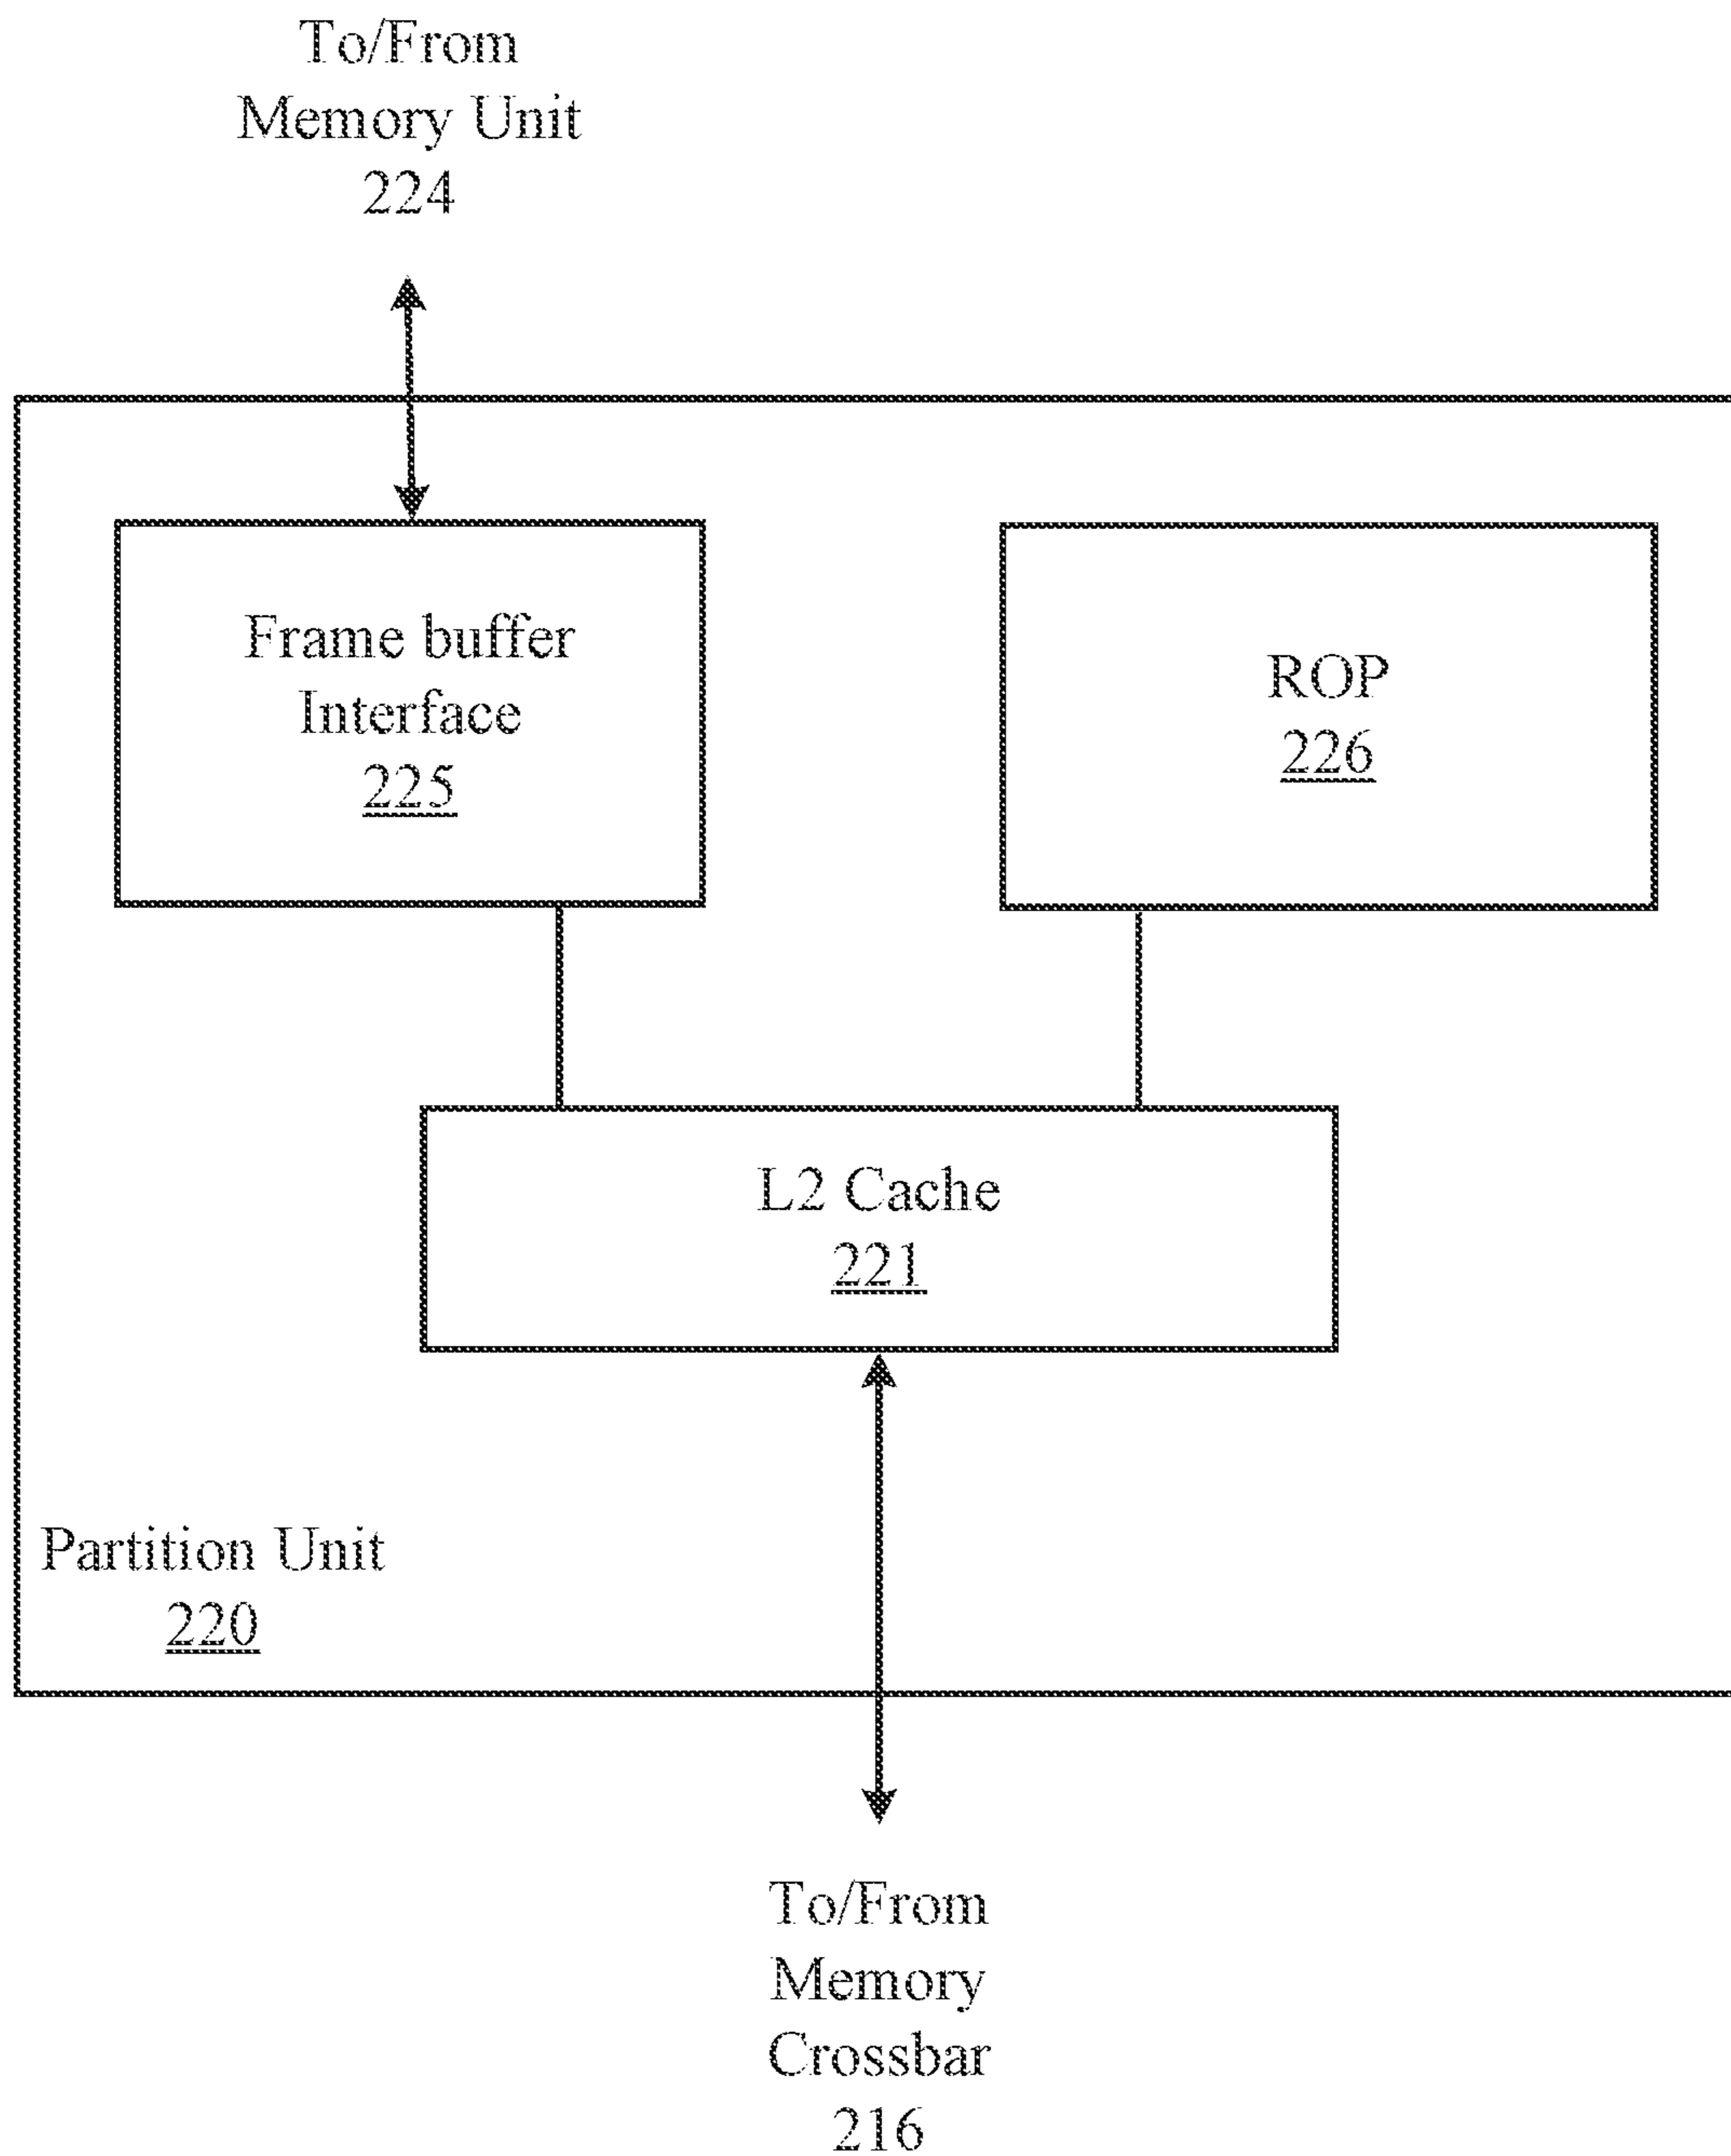 To/From
Memory Unit
224
Frame buffer
Interface
225
ROP
226
L2 Cache
221
Partition Unit
220
To/From
Memory
Crossbar
216